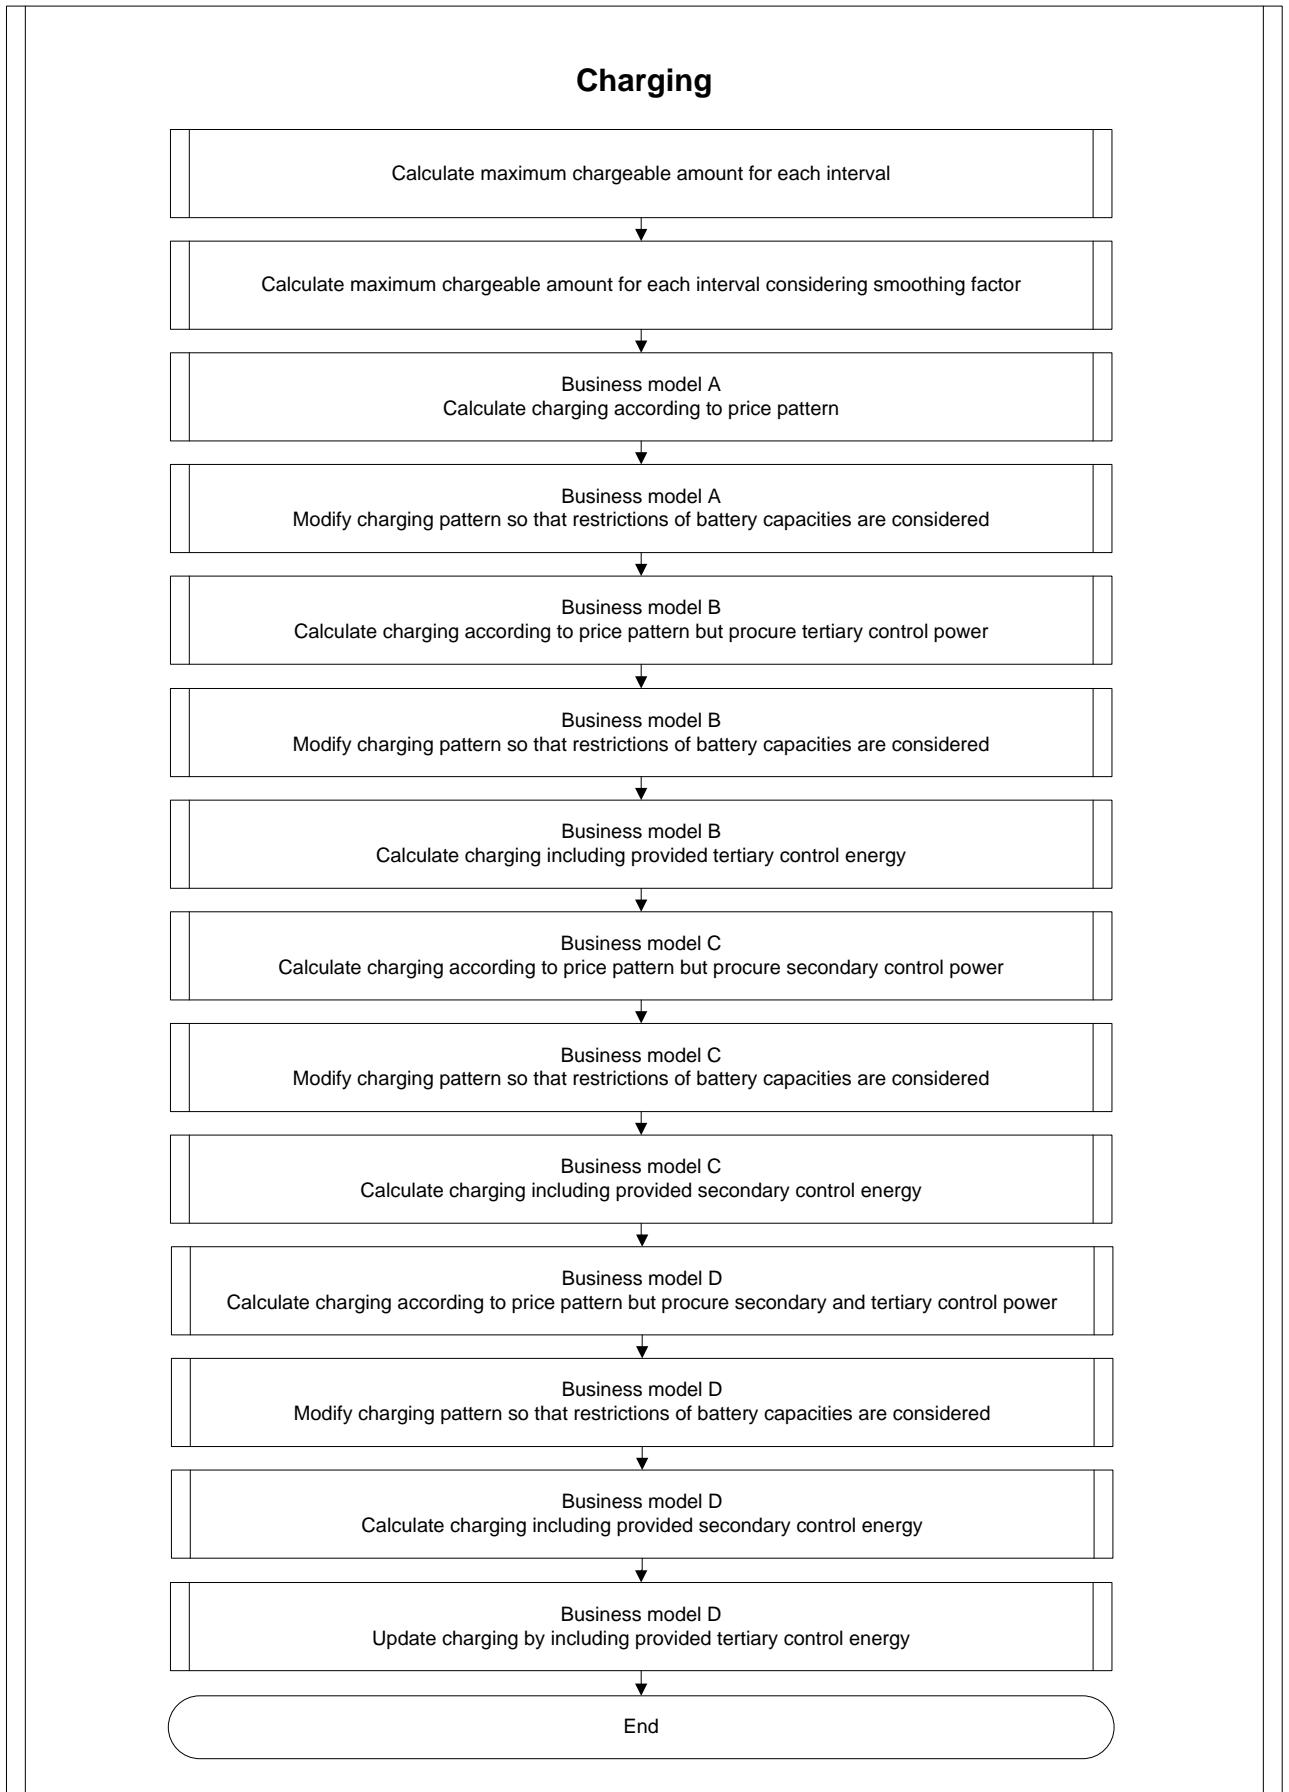 Charging
Calculate maximum chargeable amount for each interval
Calculate maximum chargeable amount for each interval considering smoothing factor
Business model A
Calculate charging according to price pattern
Business model A
Modify charging pattern so that restrictions of battery capacities are considered
Business model B
Calculate charging according to price pattern but procure tertiary control power
Business model B
Modify charging pattern so that restrictions of battery capacities are considered
Business model B
Calculate charging including provided tertiary control energy
Business model C
Calculate charging according to price pattern but procure secondary control power
Business model C
Modify charging pattern so that restrictions of battery capacities are considered
Business model C
Calculate charging including provided secondary control energy
Business model D
Calculate charging according to price pattern but procure secondary and tertiary control power
Business model D
Modify charging pattern so that restrictions of battery capacities are considered
Business model D
Calculate charging including provided secondary control energy
Business model D
Update charging by including provided tertiary control energy
End